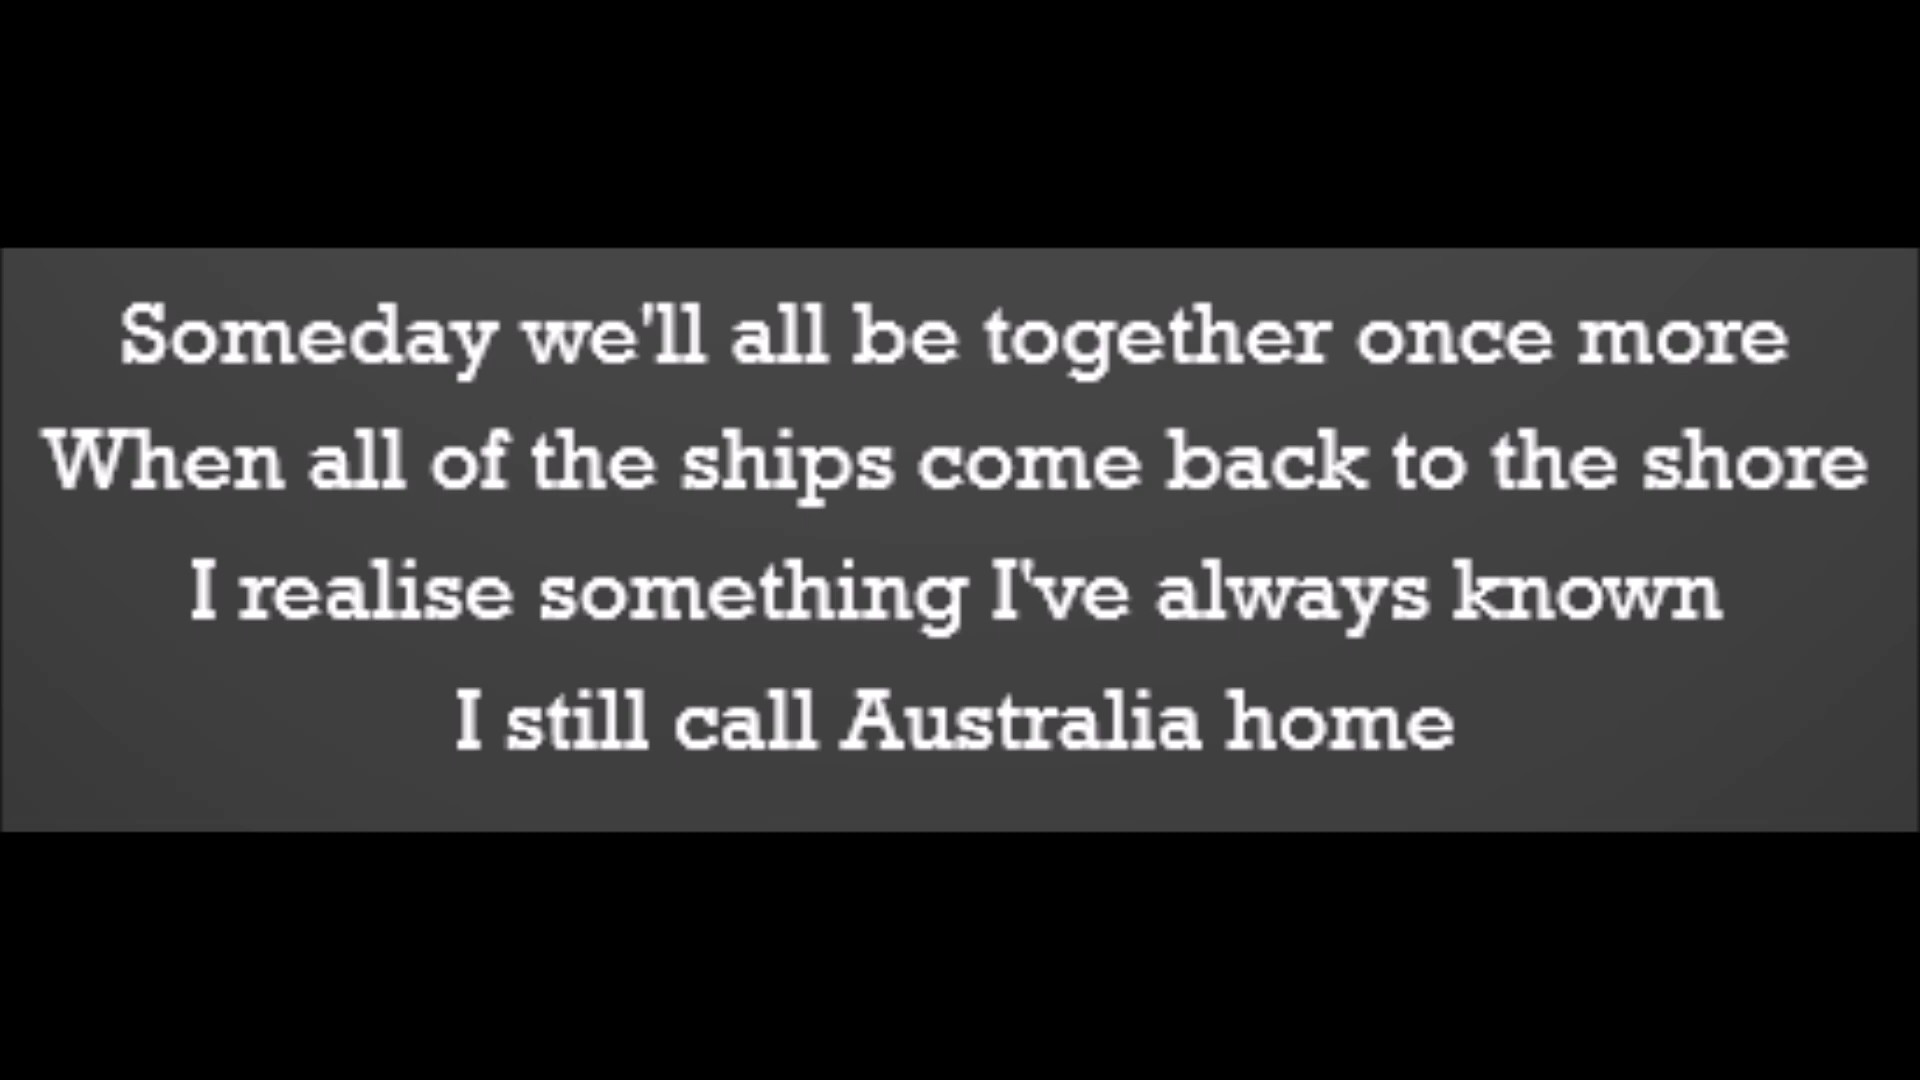 Someday we'll all be together once more
When all of the ships come back to the shore
I realise something I've always known
I still call Australia home